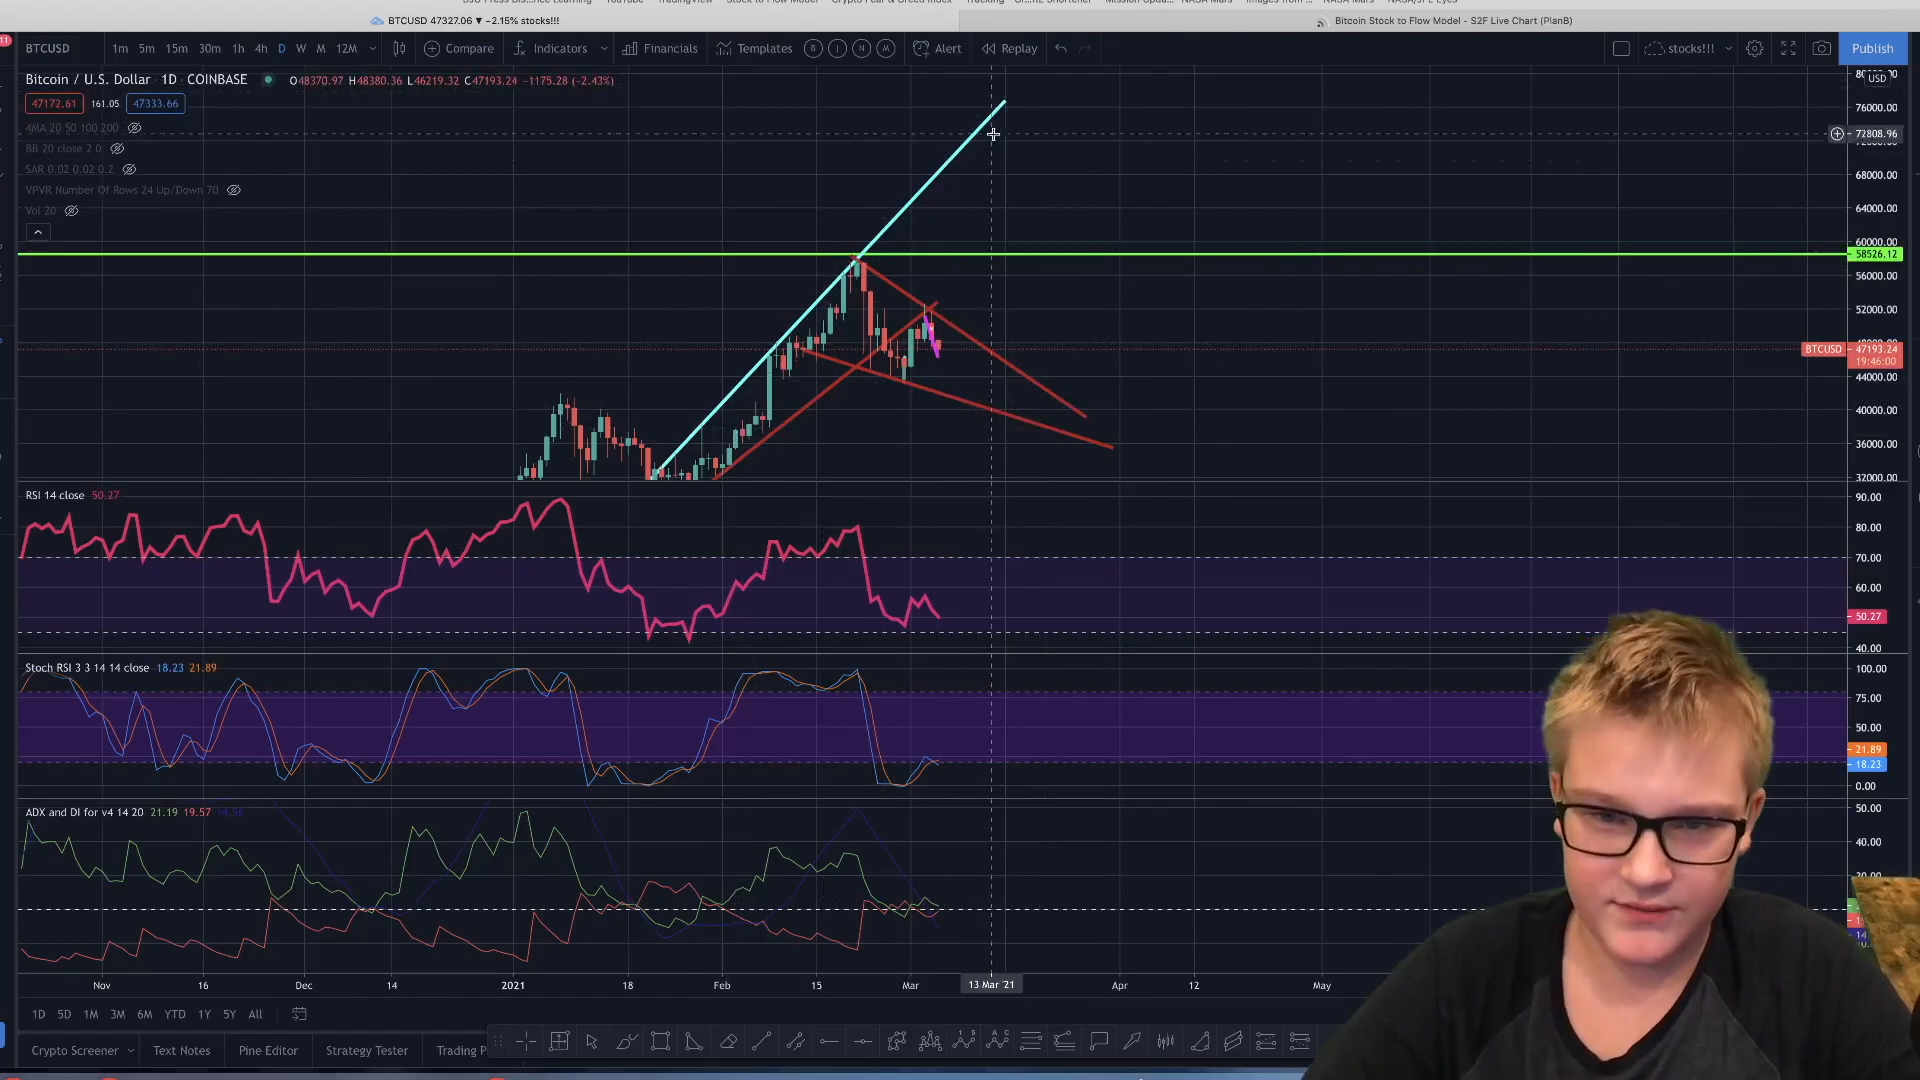 BTCUSD 47327.06 ▼ −2.15% stocks!!!
Bitcoin Stock to Flow Model - S2F Live Chart (PlanB)
11
BTCUSD 1m 5m 15m 30m 1h 4h D W M 12M Compare Indicators Financials Templates B I N M Alert Replay stocks!!! Publish
Bitcoin / U.S. Dollar 1D COINBASE O48370.97 H48380.36 L46219.32 C47193.24 −1175.28 (−2.43%)
USD
47172.61 161.05 47333.66
76000.00
4MA 20 50 100 200
72808.96
BB 20 close 2 0
SAR 0.02 0.02 0.2
68000.00
VPVR Number Of Rows 24 Up/Down 70
Vol 20
64000.00
60000.00
58526.12
56000.00
52000.00
BTCUSD 47193.24
19:46:00
44000.00
40000.00
36000.00
32000.00
RSI 14 close 50.27
90.00
80.00
70.00
60.00
50.27
40.00
Stoch RSI 3 3 14 14 close 18.23 21.89
100.00
75.00
50.00
21.89
18.23
0.00
ADX and DI for v4 14 20 21.19 19.57
50.00
40.00
Nov 16 Dec 14 2021 18 Feb 15 Mar 13 Mar '21 Apr 12 May
1D 5D 1M 3M 6M YTD 1Y 5Y All
Crypto Screener Text Notes Pine Editor Strategy Tester Trading P